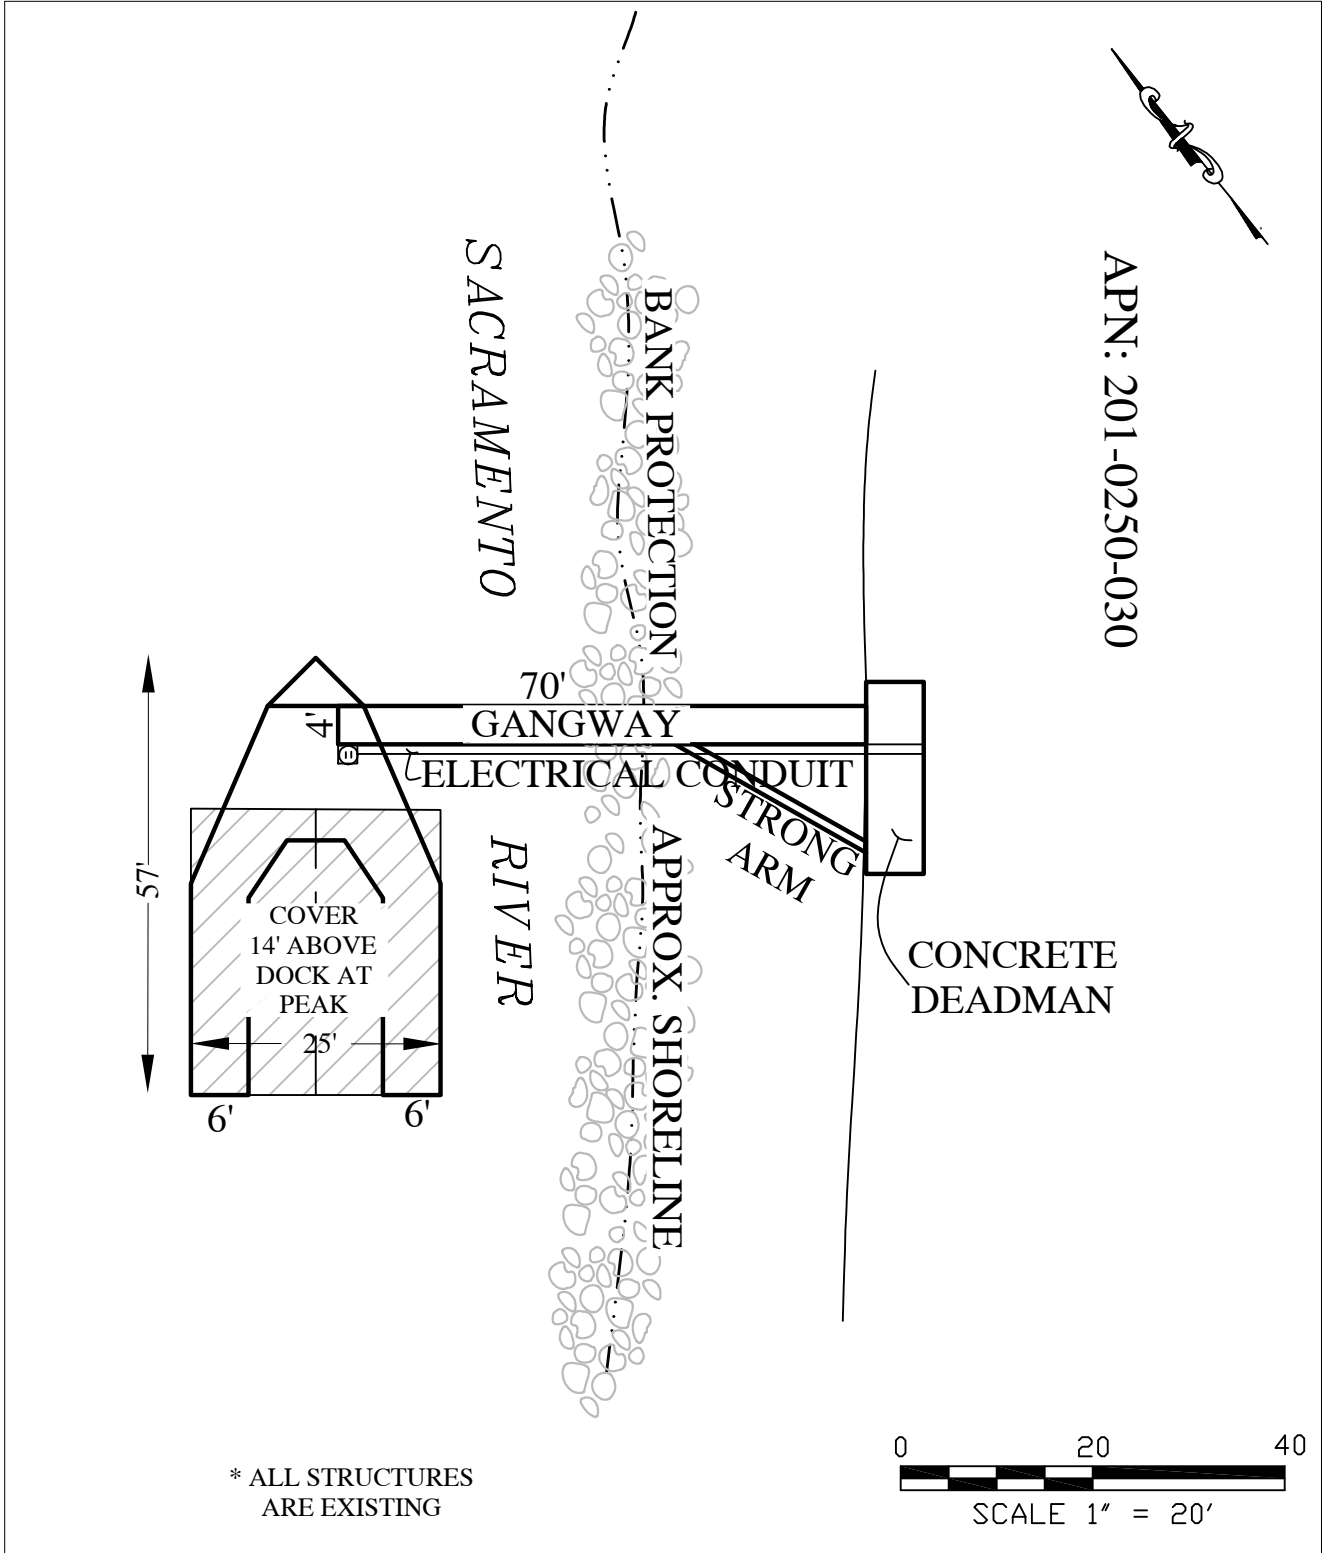 SACRAMENTO
RIVER
BANK PROTECTION
APPROX. SHORELINE
APN: 201-0250-030
70'
4'
GANGWAY
ELECTRICAL CONDUIT
STRONG
ARM
57'
COVER
14' ABOVE
DOCK AT
PEAK
25'
6'
6'
CONCRETE
DEADMAN
* ALL STRUCTURES
ARE EXISTING
0 20 40
SCALE 1" = 20'